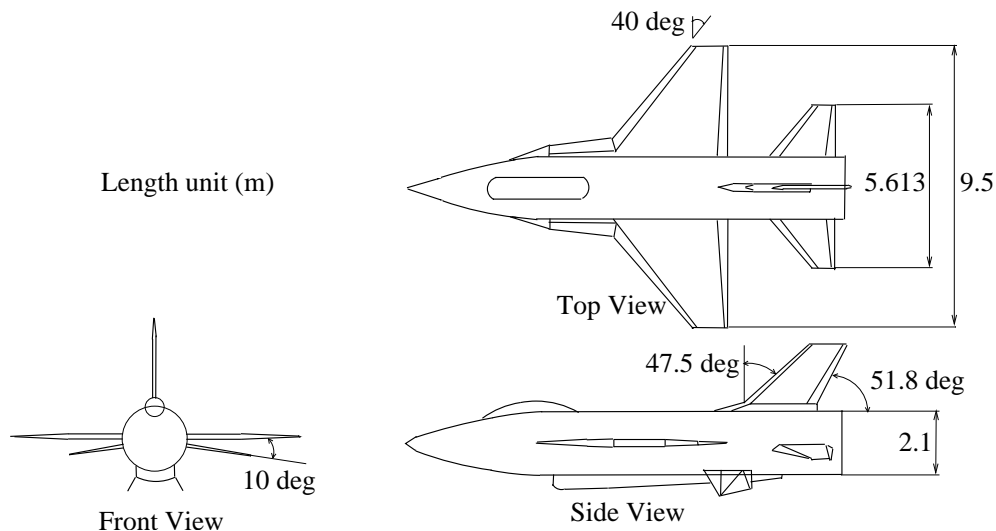 40 deg
Length unit (m)
5.613
9.5
Top View
47.5 deg
51.8 deg
2.1
10 deg
Side View
Front View